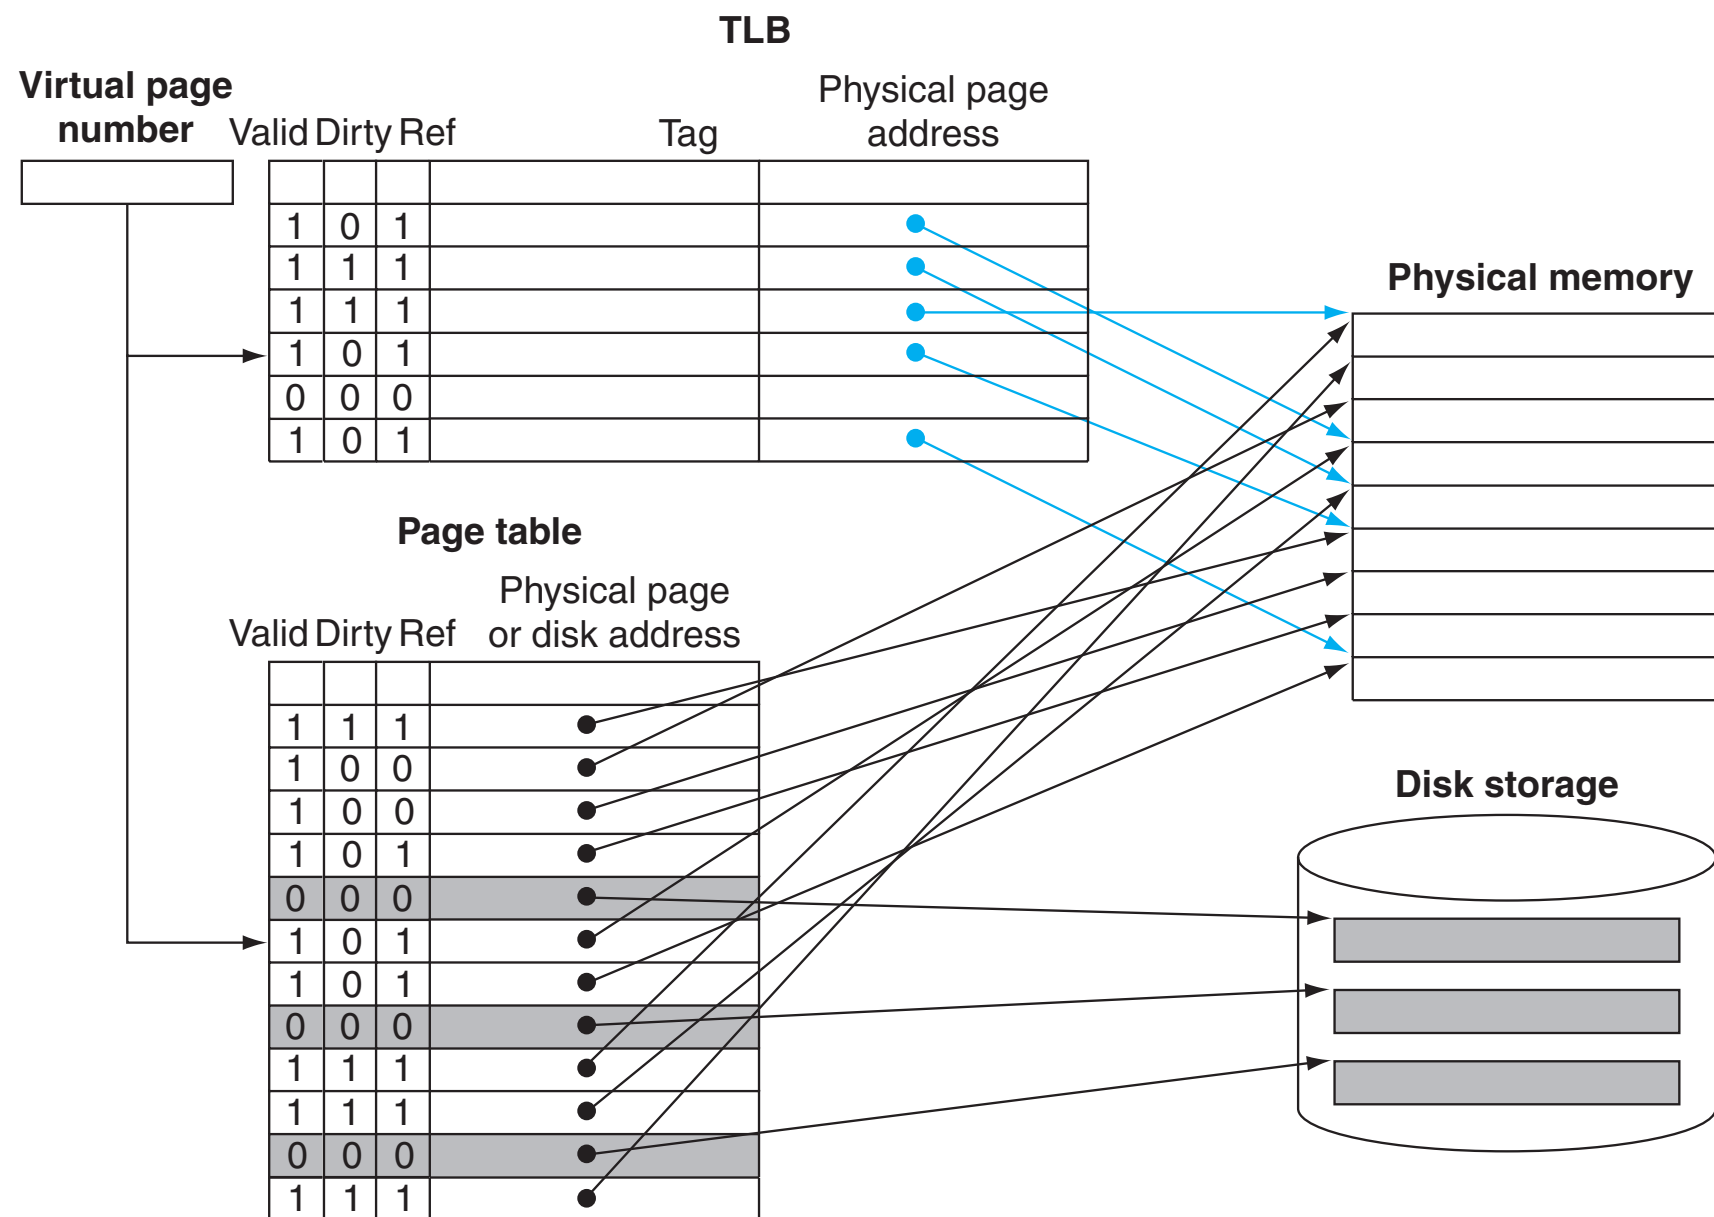 TLB
Virtual page
number
Valid Dirty Ref
Tag
Physical page
address
1 0 1
1 1 1
1 1 1
1 0 1
0 0 0
1 0 1
Physical memory
Page table
Valid Dirty Ref
Physical page
or disk address
1 1 1
1 0 0
1 0 0
1 0 1
0 0 0
1 0 1
1 0 1
0 0 0
1 1 1
1 1 1
0 0 0
1 1 1
Disk storage